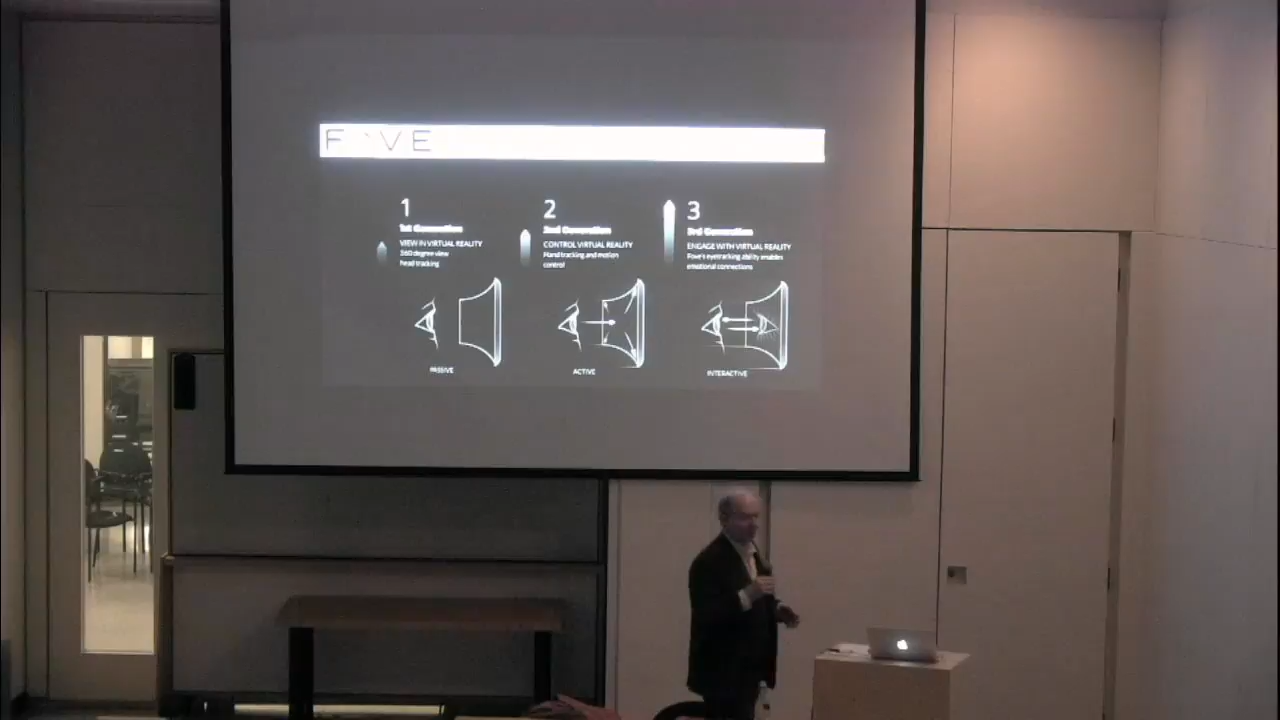 FOVE
1
1st Generation
VIEW IN VIRTUAL REALITY
360 degree view
head tracking
PASSIVE
2
2nd Generation
CONTROL VIRTUAL REALITY
Hand tracking and motion
control
ACTIVE
3
3rd Generation
ENGAGE WITH VIRTUAL REALITY
Fove's eyetracking ability enables
emotional connections
INTERACTIVE